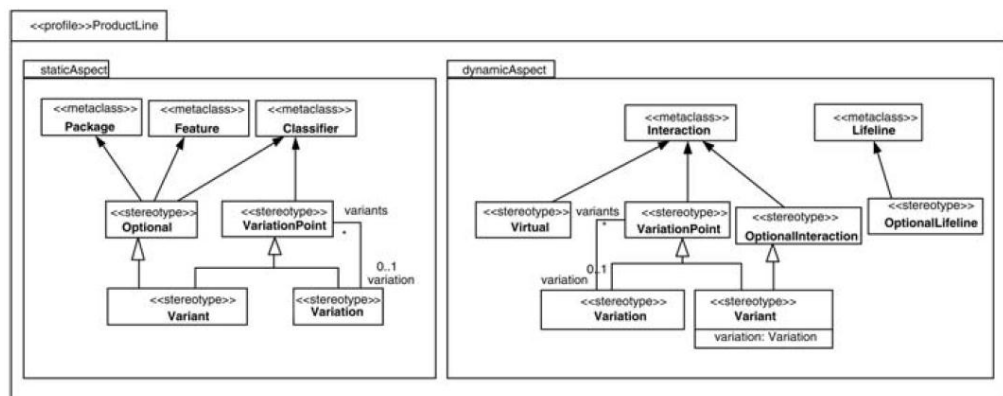 <<profile>>ProductLine
staticAspect
<<metaclass>>
Package
<<metaclass>>
Feature
<<metaclass>>
Classifier
<<stereotype>>
Optional
<<stereotype>>
VariationPoint
variants
*
0..1
variation
<<stereotype>>
Variant
<<stereotype>>
Variation
dynamicAspect
<<metaclass>>
Interaction
<<metaclass>>
Lifeline
<<stereotype>>
Virtual
variants
*
<<stereotype>>
VariationPoint
<<stereotype>>
OptionalInteraction
<<stereotype>>
OptionalLifeline
variation
0..1
<<stereotype>>
Variation
<<stereotype>>
Variant
variation: Variation